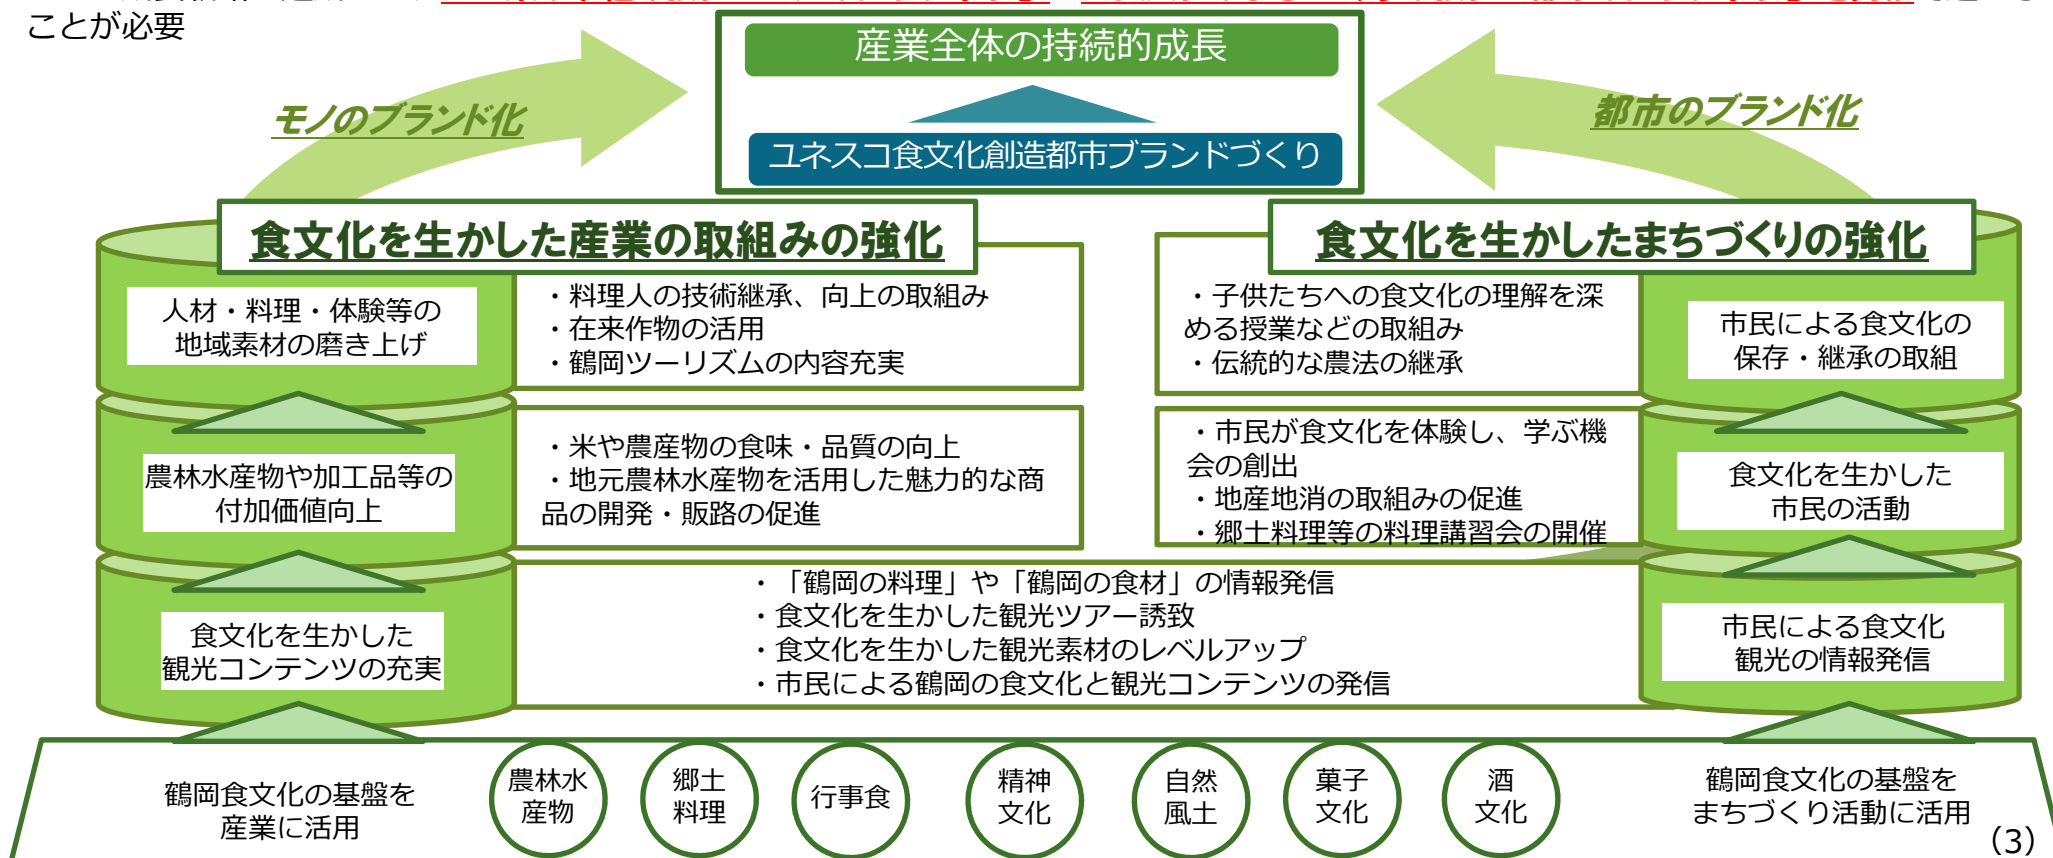 ことが必要
産業全体の持続的成長
モノのブランド化
都市のブランド化
ユネスコ食文化創造都市ブランドづくり
食文化を生かした産業の取組みの強化
人材・料理・体験等の
地域素材の磨き上げ
・料理人の技術継承、向上の取組み
・在来作物の活用
・鶴岡ツーリズムの内容充実
農林水産物や加工品等の
付加価値向上
・米や農産物の食味・品質の向上
・地元農林水産物を活用した魅力的な商
品の開発・販路の促進
食文化を生かした
観光コンテンツの充実
食文化を生かしたまちづくりの強化
・子供たちへの食文化の理解を深
める授業などの取組み
・伝統的な農法の継承
市民による食文化の
保存・継承の取組
・市民が食文化を体験し、学ぶ機
会の創出
・地産地消の取組みの促進
・郷土料理等の料理講習会の開催
食文化を生かした
市民の活動
・「鶴岡の料理」や「鶴岡の食材」の情報発信
・食文化を生かした観光ツアー誘致
・食文化を生かした観光素材のレベルアップ
・市民による鶴岡の食文化と観光コンテンツの発信
市民による食文化
観光の情報発信
鶴岡食文化の基盤を
産業に活用
農林水
産物
郷土
料理
行事食
精神
文化
自然
風土
菓子
文化
酒
文化
鶴岡食文化の基盤を
まちづくり活動に活用
(3)